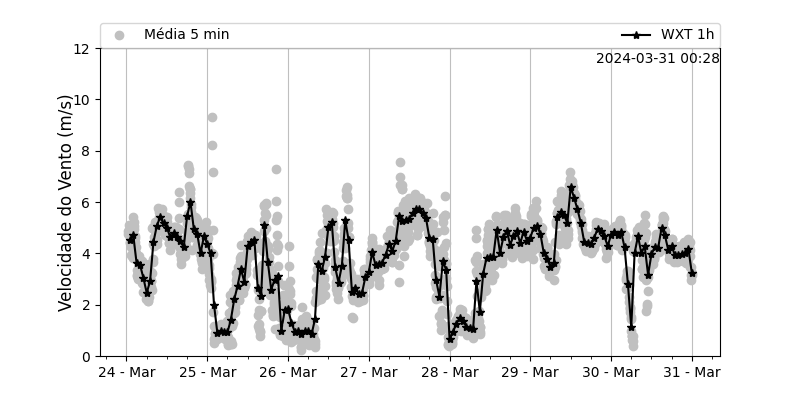 Média 5 min
WXT 1h
2024-03-31 00:28
Velocidade do Vento (m/s)
12
10
8
6
4
2
0
24 - Mar
25 - Mar
26 - Mar
27 - Mar
28 - Mar
29 - Mar
30 - Mar
31 - Mar